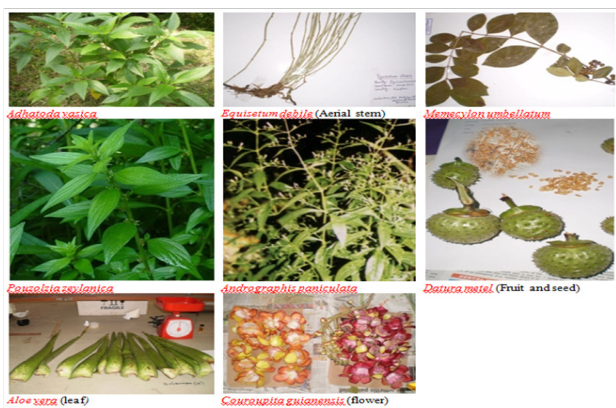 Adhatoda vasica
Equisetum debile (Aerial stem)
Memecylon umbellatum
Pouzolzia zeylanica
Andrographis paniculata
Datura metel (Fruit and seed)
FRAGILE
Aloe vera (leaf)
Couroupita guianensis (flower)